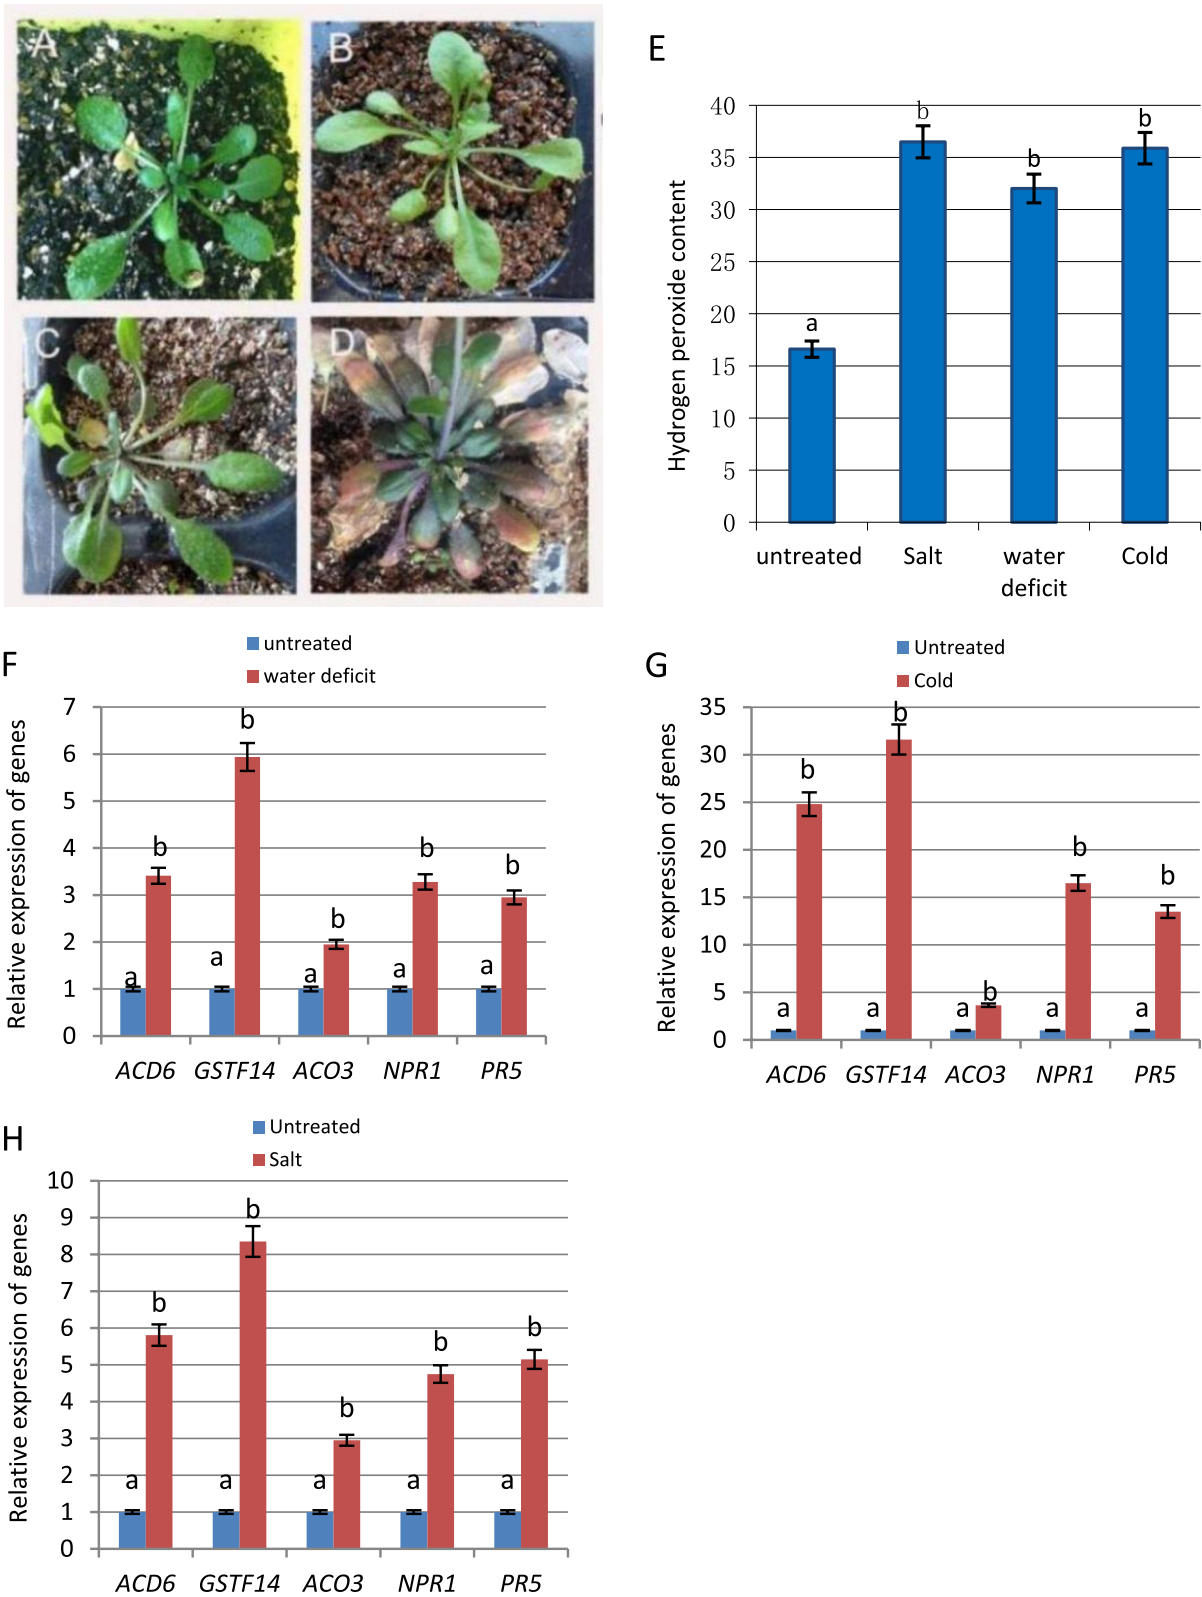 A
B
C
D
E
Hydrogen peroxide content
40
35
30
25
20
15
10
5
0
a
b
b
b
untreated
Salt
water
deficit
Cold
F
untreated
water deficit
Relative expression of genes
7
6
5
4
3
2
1
0
a
b
a
b
a
b
a
b
a
b
ACD6
GSTF14
ACO3
NPR1
PR5
G
Untreated
Cold
Relative expression of genes
35
30
25
20
15
10
5
0
a
b
a
b
a
b
a
b
a
b
ACD6
GSTF14
ACO3
NPR1
PR5
H
Untreated
Salt
Relative expression of genes
10
9
8
7
6
5
4
3
2
1
0
a
b
a
b
a
b
a
b
a
b
ACD6
GSTF14
ACO3
NPR1
PR5